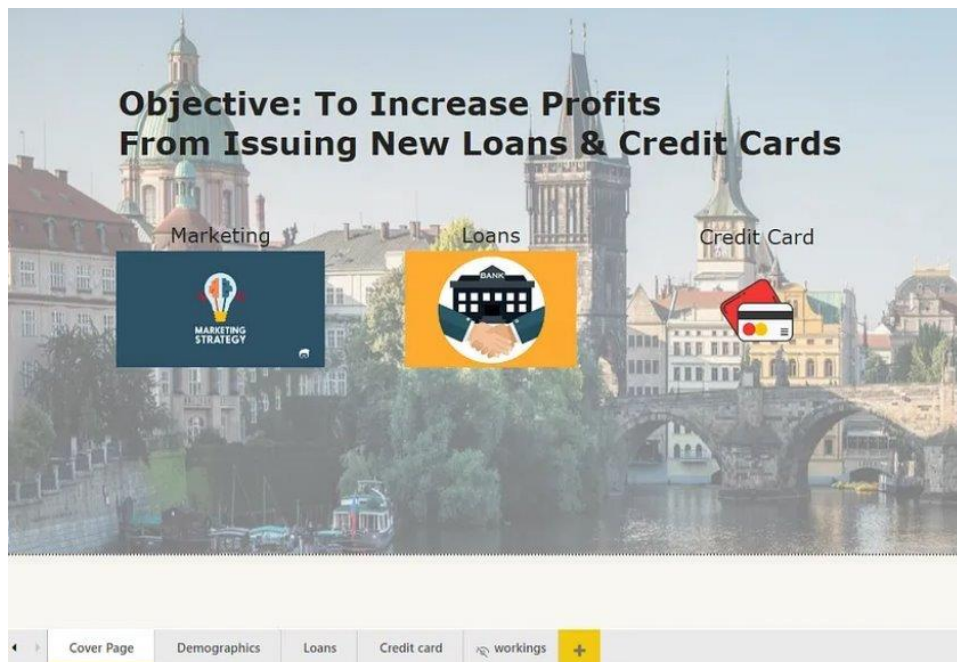 Objective: To Increase Profits
From Issuing New Loans & Credit Cards
Marketing
Loans
Credit Card
MARKETING
STRATEGY
BANK
Cover Page
Demographics
Loans
Credit card
workings
+